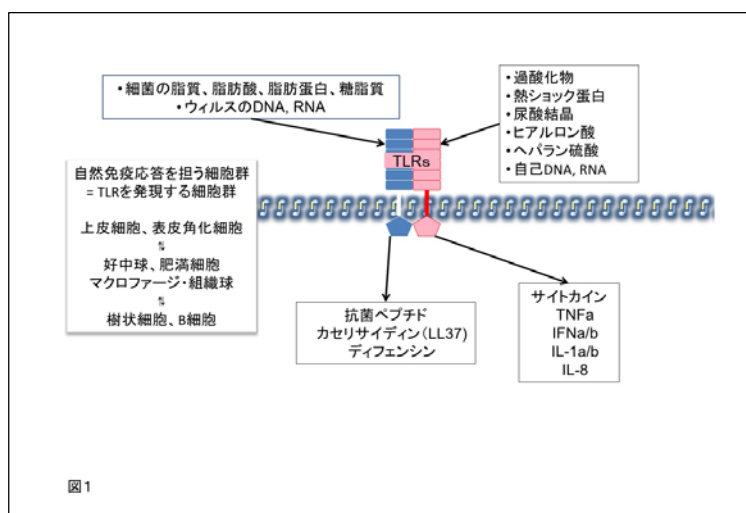 ・細菌の脂質、脂肪酸、脂肪蛋白、糖脂質
・ウィルスのDNA, RNA
・過酸化物
・熱ショック蛋白
・尿酸結晶
・ヒアルロン酸
・ヘパラン硫酸
・自己DNA, RNA
TLRs
自然免疫応答を担う細胞群
= TLRを発現する細胞群
上皮細胞、表皮角化細胞
⇅
好中球、肥満細胞
マクロファージ・組織球
⇅
樹状細胞、B細胞
抗菌ペプチド
カセリサイディン(LL37)
ディフェンシン
サイトカイン
TNFa
IFNa/b
IL-1a/b
IL-8
図1